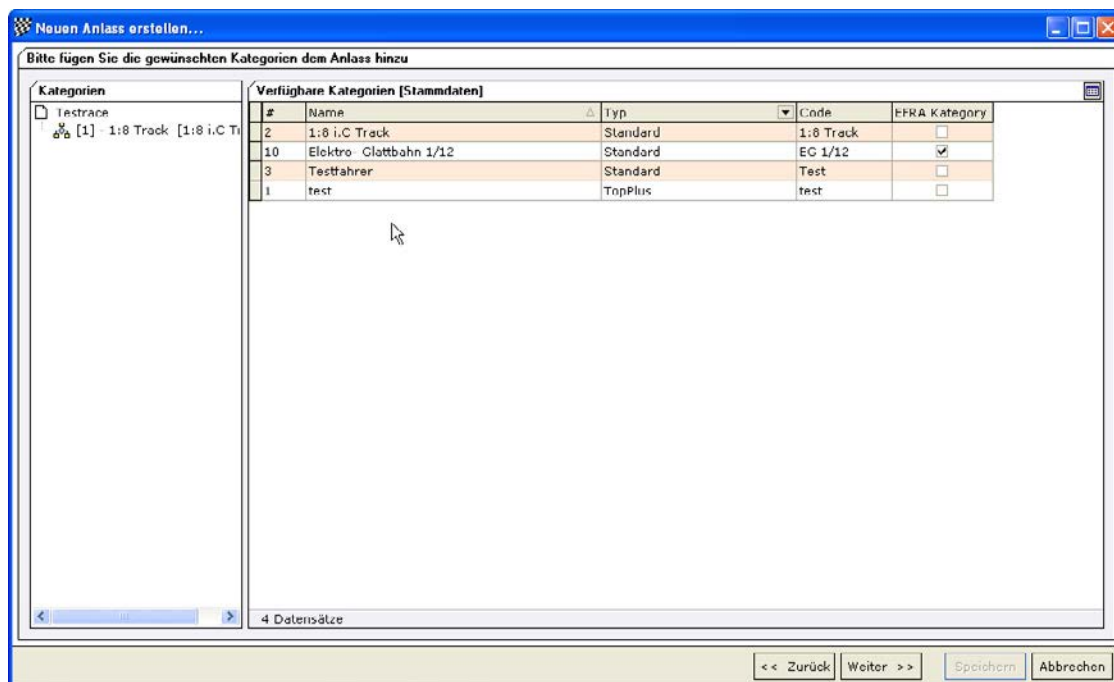 Neuen Anlass erstellen...
Bitte fügen Sie die gewünschten Kategorien dem Anlass hinzu
Kategorien
Testrace
[1] - 1:8 Track [1:8 i.C Tr
Verfügbare Kategorien [Stammdaten]
# Name Typ Code EFRA Kategory
2 1:8 i.C Track Standard 1:8 Track
10 Elektro- Glattbahn 1/12 Standard EG 1/12
3 Testfahrer Standard Test
1 test TopPlus test
4 Datensätze
<< Zurück Weiter >> Speichern Abbrechen